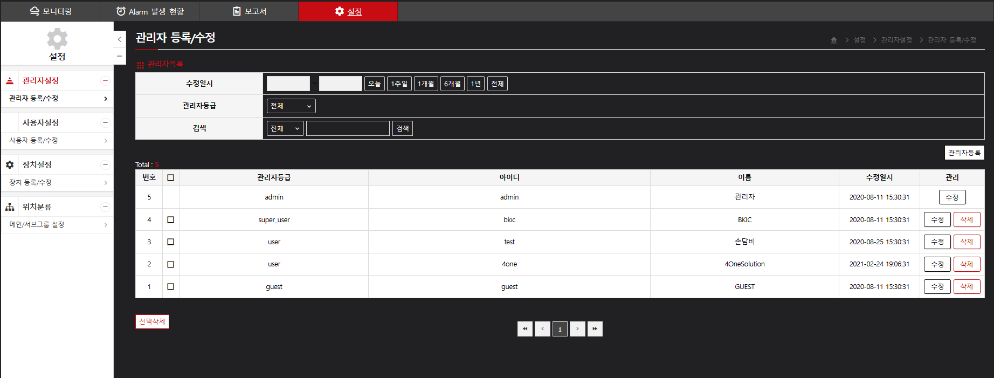 모니터링 Alarm 발생 현황 보고서 설정
설정
관리자설정
관리자 등록/수정
사용자설정
사용자 등록/수정
장치설정
장치 등록/수정
위치분류
메인/서브그룹 설정
관리자 등록/수정
설정 > 관리자설정 > 관리자 등록/수정
관리자목록
수정일시 오늘 1주일 1개월 6개월 1년 전체
관리자등급 전체
검색 전체 검색
관리자등록
Total : 5
번호 관리자등급 아이디 이름 수정일시 관리
5 admin admin 관리자 2020-08-11 15:30:31 수정
4 super_user bkic BKIC 2020-08-11 15:30:31 수정 삭제
3 user test 손담비 2020-08-25 15:30:31 수정 삭제
2 user 4one 4OneSolution 2021-02-24 19:06:31 수정 삭제
1 guest guest GUEST 2020-08-11 15:30:31 수정 삭제
선택삭제
1